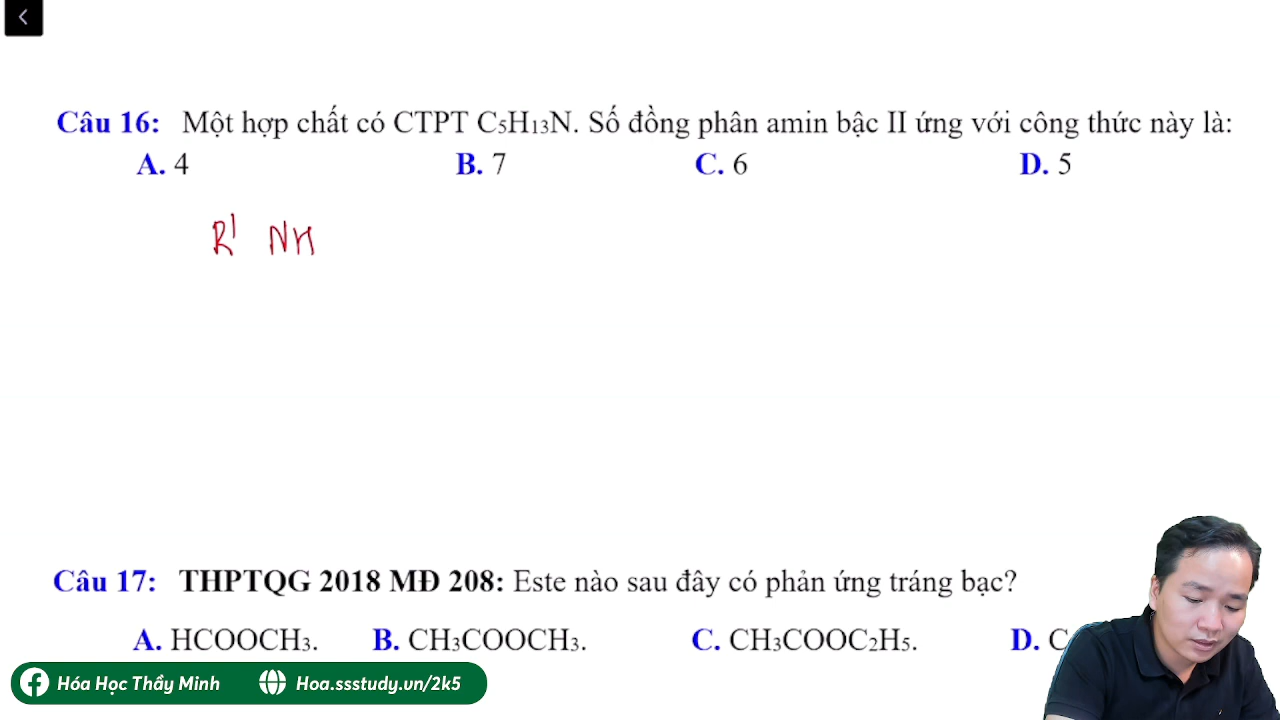 Câu 16: Một hợp chất có CTPT C₅H₁₃N. Số đồng phân amin bậc II ứng với công thức này là:
A. 4 B. 7 C. 6 D. 5
R' NH
Câu 17: THPTQG 2018 MĐ 208: Este nào sau đây có phản ứng tráng bạc?
A. HCOOCH₃. B. CH₃COOCH₃. C. CH₃COOC₂H₅. D. C
Hóa Học Thầy Minh Hoa.ssstudy.vn/2k5